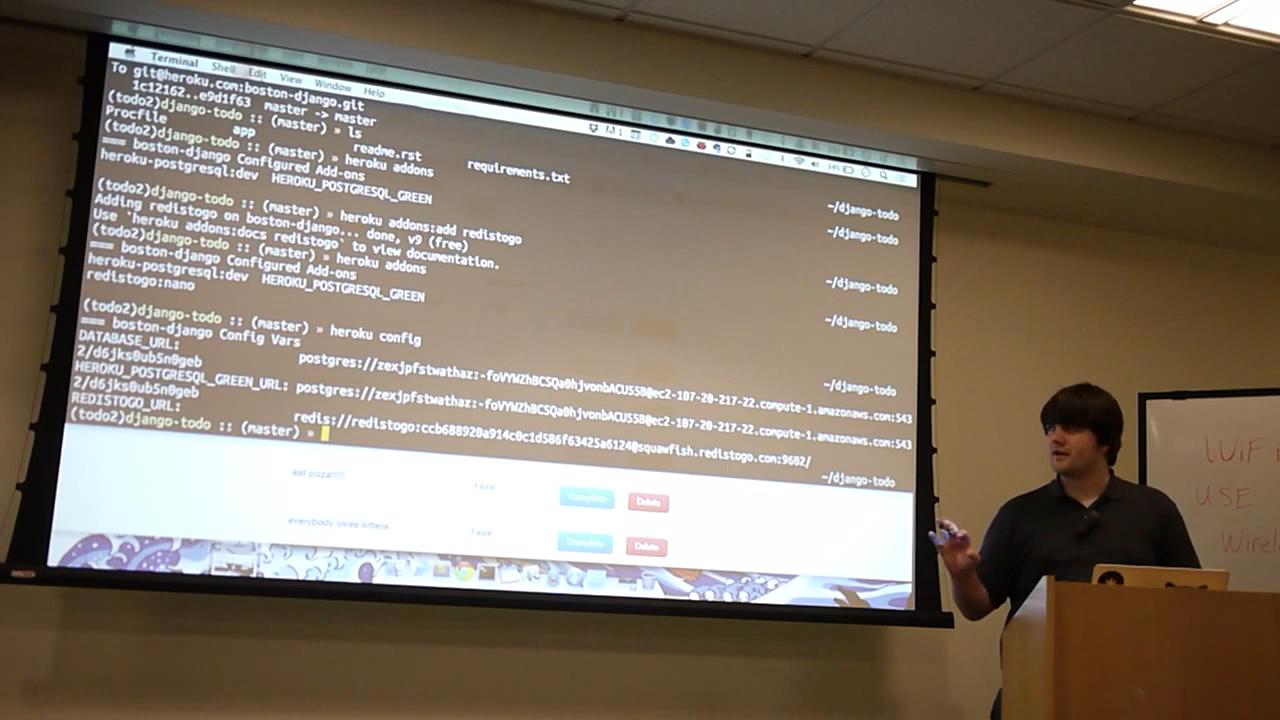 Terminal Shell Edit View Window Help
To git@heroku.com:boston-django.git
1c12162..e9d1f63 master -> master
(todo2)django-todo :: (master) » ls
Procfile app readme.rst requirements.txt
(todo2)django-todo :: (master) » heroku addons ~/django-todo
=== boston-django Configured Add-ons
heroku-postgresql:dev HEROKU_POSTGRESQL_GREEN
(todo2)django-todo :: (master) » heroku addons:add redistogo ~/django-todo
Adding redistogo on boston-django... done, v9 (free)
Use `heroku addons:docs redistogo` to view documentation.
(todo2)django-todo :: (master) » heroku addons ~/django-todo
=== boston-django Configured Add-ons
heroku-postgresql:dev HEROKU_POSTGRESQL_GREEN
redistogo:nano
~/django-todo
(todo2)django-todo :: (master) » heroku config
=== boston-django Config Vars
DATABASE_URL: postgres://zexjpfstwathaz:-foVYWZhBCSQa0hjvonbACU55B@ec2-107-20-217-22.compute-1.amazonaws.com:543
2/d6jks0ub5n0geb
~/django-todo
HEROKU_POSTGRESQL_GREEN_URL: postgres://zexjpfstwathaz:-foVYWZhBCSQa0hjvonbACU55B@ec2-107-20-217-22.compute-1.amazonaws.com:543
2/d6jks0ub5n0geb
REDISTOGO_URL: redis://redistogo:ccb688920a914c0c1d586f63425a6124@squawfish.redistogo.com:9602/
(todo2)django-todo :: (master) » ~/django-todo
eat pizza!!!!! False Complete Delete
everybody loves kittens False Complete Delete
WiFi
USE
Wirel